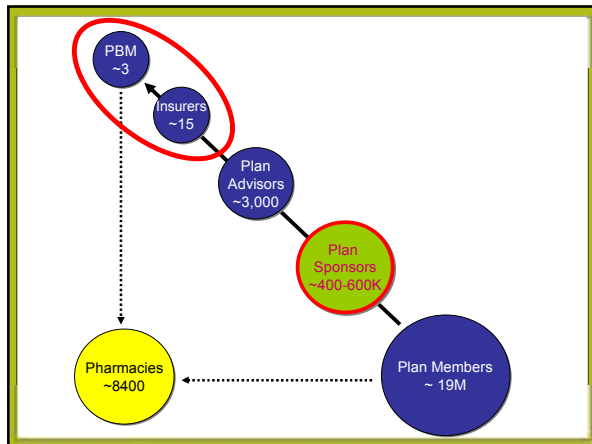 PBM
~3
Insurers
~15
Plan
Advisors
~3,000
Plan
Sponsors
~400-600K
Pharmacies
~8400
Plan Members
~ 19M